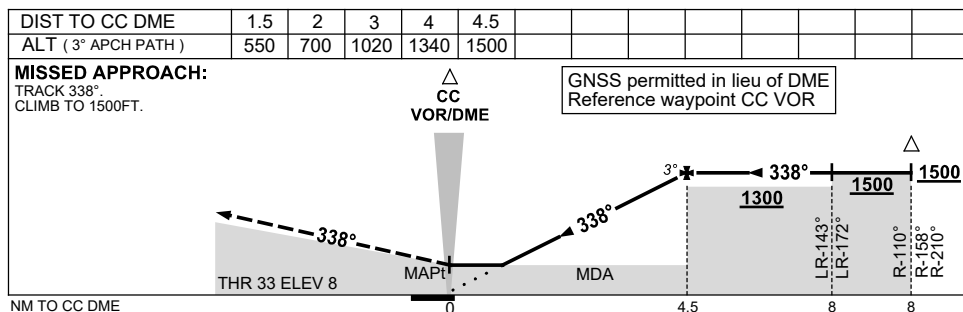 DIST TO CC DME 1.5 2 3 4 4.5
ALT ( 3° APCH PATH ) 550 700 1020 1340 1500
MISSED APPROACH:
TRACK 338°.
CLIMB TO 1500FT.
CC
VOR/DME
GNSS permitted in lieu of DME
Reference waypoint CC VOR
3° 338° 1500
1300 1500
338°
338°
LR-143°
LR-172°
R-110°
R-158°
R-210°
MAPt MDA
THR 33 ELEV 8
NM TO CC DME 0 4.5 8 8